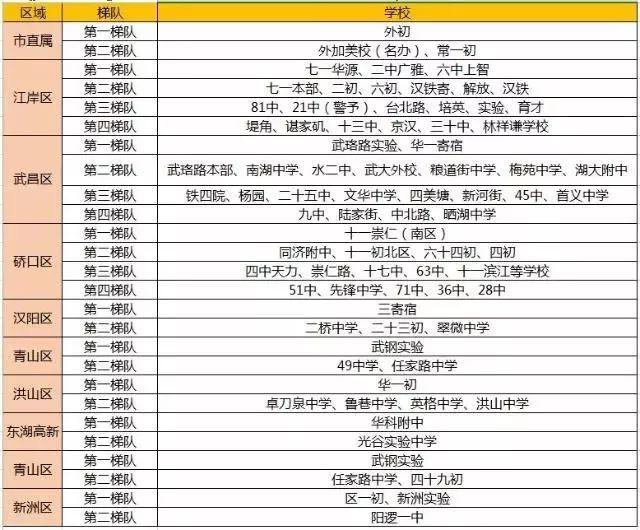 区域 梯队 学校
市直属 第一梯队 外初
第二梯队 外加美校（名办）、常一初
江岸区 第一梯队 七一华源、二中广雅、六中上智
第二梯队 七一本部、二初、六初、汉铁寄、解放、汉铁
第三梯队 81中、21中（警予）、台北路、培英、实验、育才
第四梯队 堤角、谌家矶、十三中、京汉、三十中、林祥谦学校
武昌区 第一梯队 武珞路实验、华一寄宿
第二梯队 武珞路本部、南湖中学、水二中、武大外校、粮道街中学、梅苑中学、湖大附中
第三梯队 铁四院、杨园、二十五中、文华中学、四美塘、新河街、45中、首义中学
第四梯队 九中、陆家街、中北路、晒湖中学
硚口区 第一梯队 十一崇仁（南区）
第二梯队 同济附中、十一初北区、六十四初、四初
第三梯队 四中天力、崇仁路、十七中、63中、十一滨江等学校
第四梯队 51中、先锋中学、71中、36中、28中
汉阳区 第一梯队 三寄宿
第二梯队 二桥中学、二十三初、翠微中学
青山区 第一梯队 武钢实验
第二梯队 49中学、任家路中学
洪山区 第一梯队 华一初
第二梯队 卓刀泉中学、鲁巷中学、英格中学、洪山中学
东湖高新 第一梯队 华科附中
第二梯队 光谷实验中学
青山区 第一梯队 武钢实验
第二梯队 任家路中学、四十九初
新洲区 第一梯队 区一初、新洲实验
第二梯队 阳逻一中